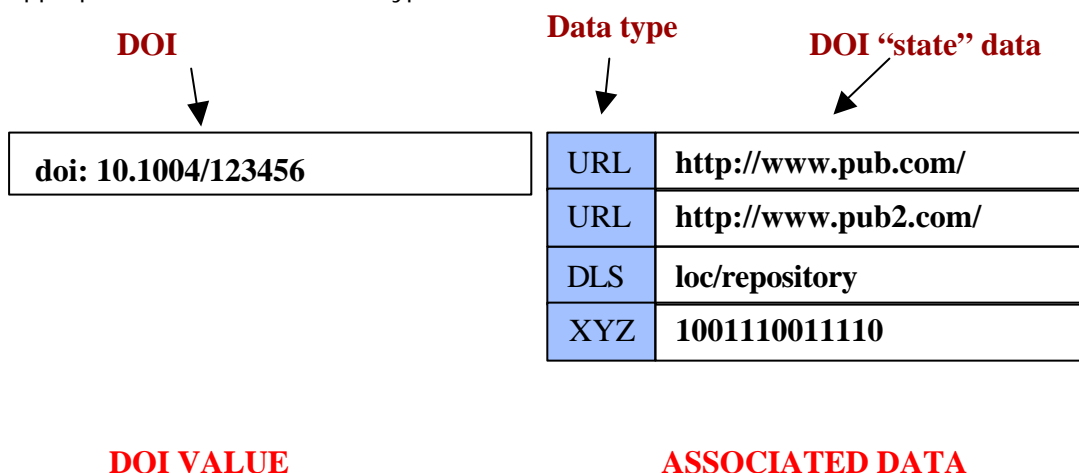 DOI
Data type
DOI “state” data
doi: 10.1004/123456
URL http://www.pub.com/
URL http://www.pub2.com/
DLS loc/repository
XYZ 1001110011110
DOI VALUE
ASSOCIATED DATA